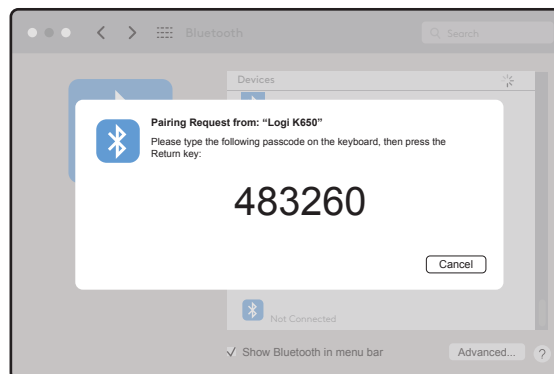 Bluetooth
Search
Devices
Pairing Request from: “Logi K650”
Please type the following passcode on the keyboard, then press the
Return key:
483260
Cancel
Not Connected
Show Bluetooth in menu bar
Advanced...
?